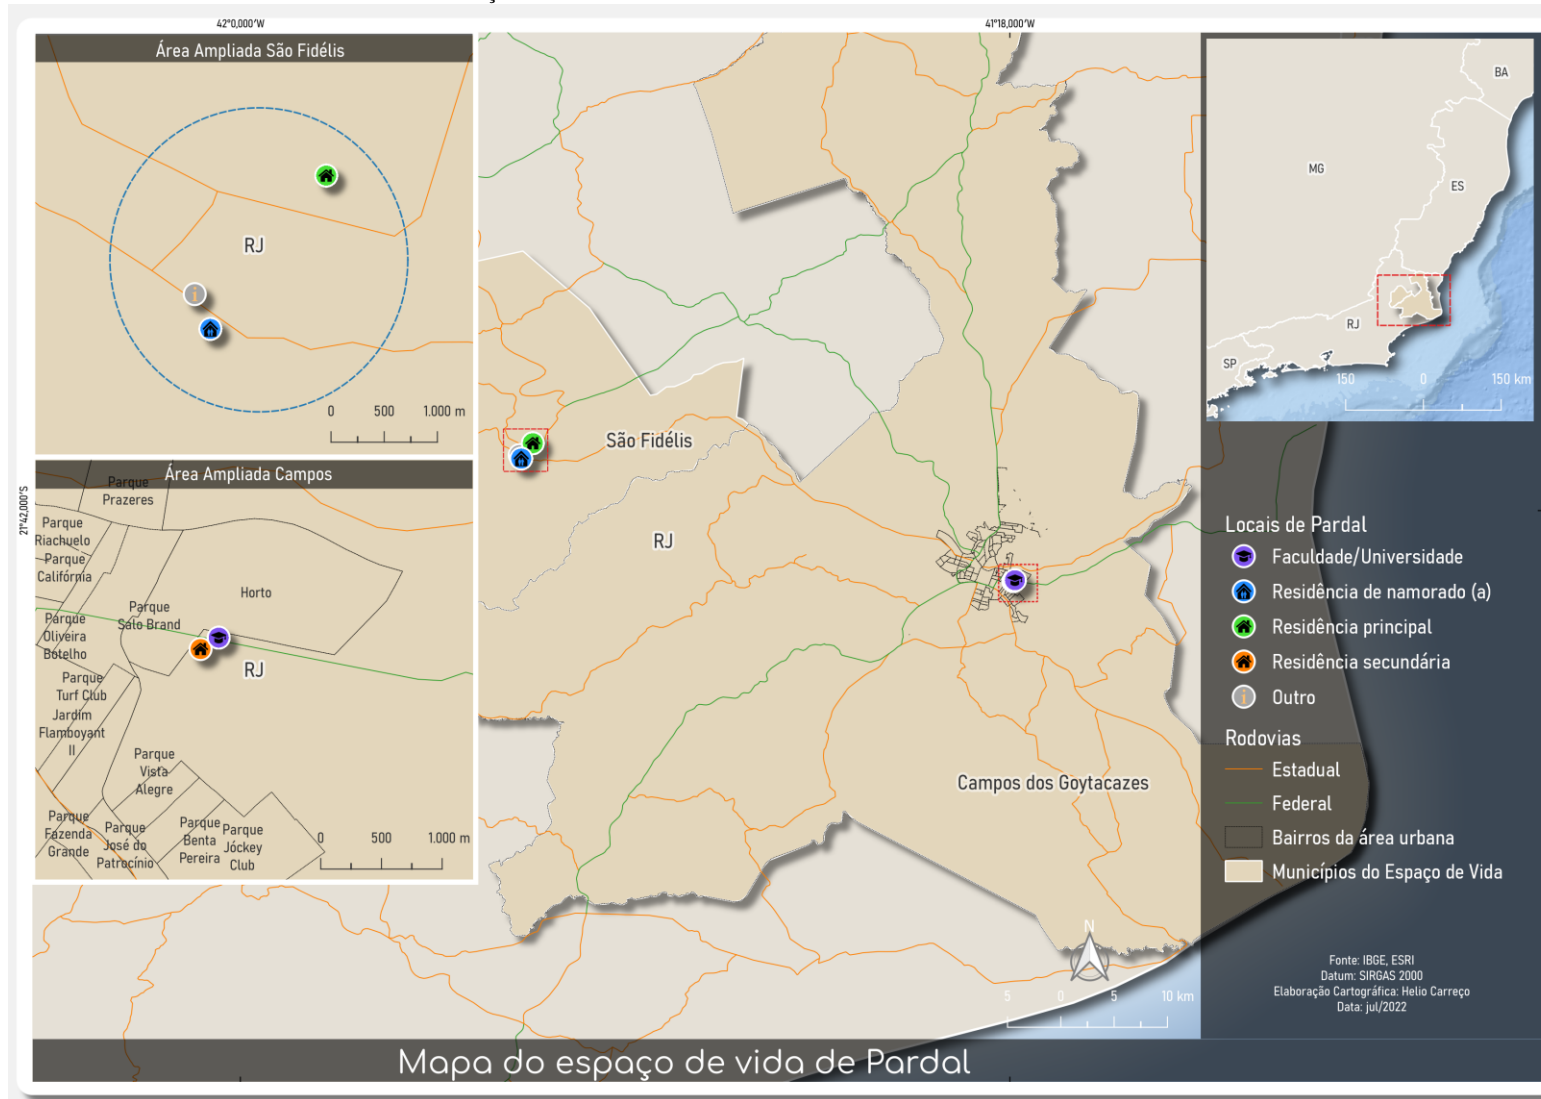 42°0,000'W
41°18,000'W
21°42,000'S
Área Ampliada São Fidélis
RJ
0 500 1.000 m
Área Ampliada Campos
Parque
Prazeres
Parque
Riachuelo
Parque
Califórnia
Parque
Oliveira
Botelho
Parque
Salo Brand
Horto
RJ
Parque
Turf Club
Jardim
Flamboyant
II
Parque
Vista
Alegre
Parque
Fazenda
Grande
Parque
José do
Patrocínio
Parque
Benta
Pereira
Parque
Jóckey
Club
0 500 1.000 m
São Fidélis
RJ
Campos dos Goytacazes
N
5 0 5 10 km
BA
MG
ES
RJ
SP
150 0 150 km
Locais de Pardal
Faculdade/Universidade
Residência de namorado (a)
Residência principal
Residência secundária
Outro
Rodovias
Estadual
Federal
Bairros da área urbana
Municípios do Espaço de Vida
Fonte: IBGE, ESRI
Datum: SIRGAS 2000
Elaboração Cartográfica: Helio Carreço
Data: jul/2022
Mapa do espaço de vida de Pardal